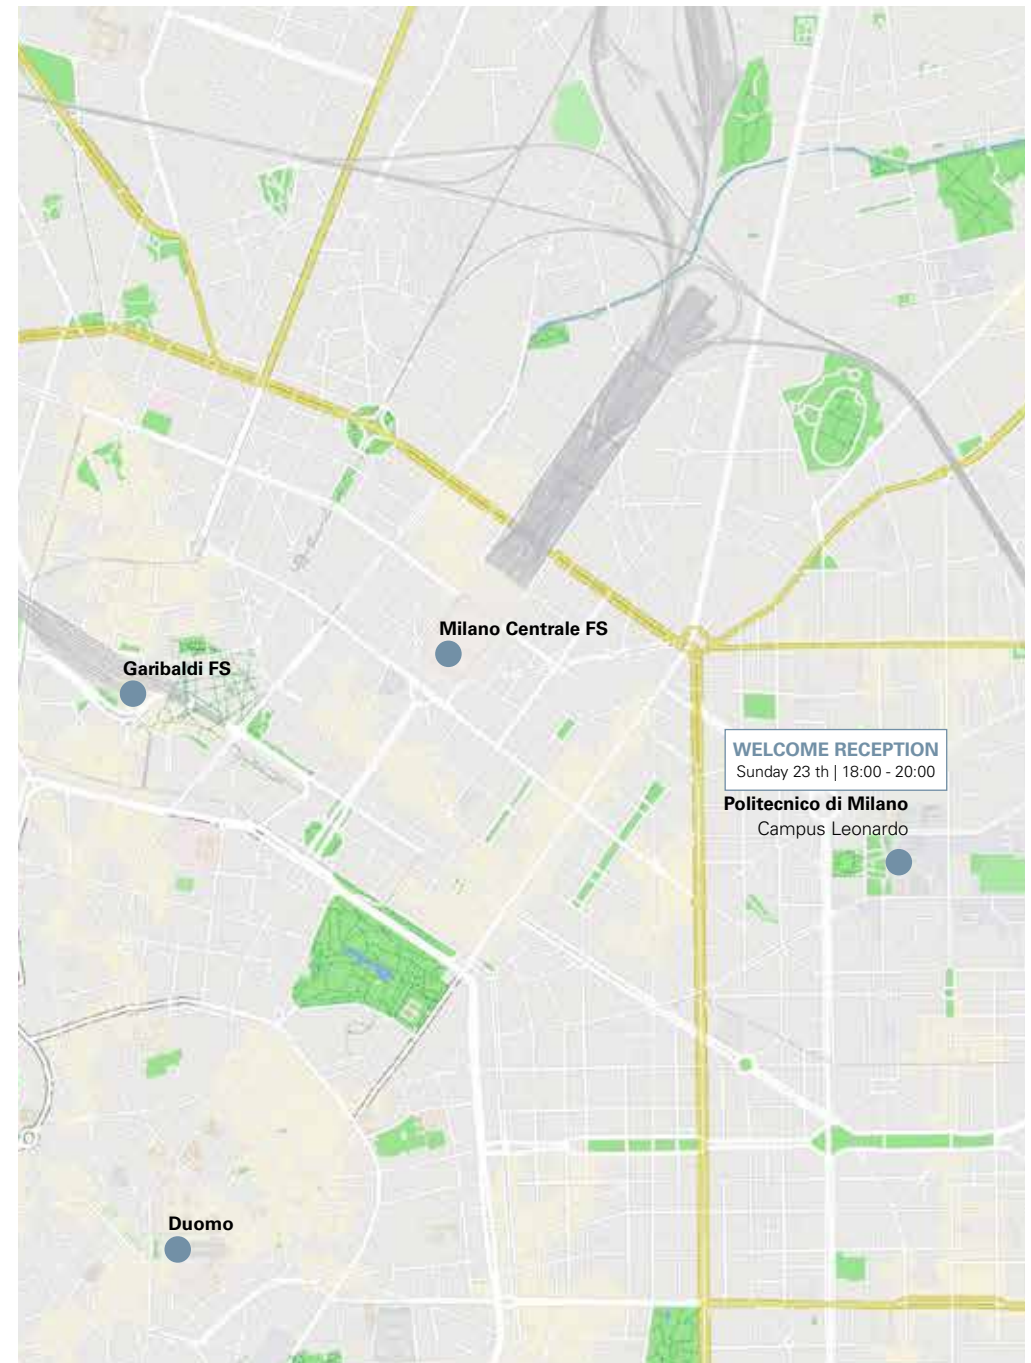 Milano Centrale FS
Garibaldi FS
WELCOME RECEPTION
Sunday 23 th | 18:00 - 20:00
Politecnico di Milano
Campus Leonardo
Duomo